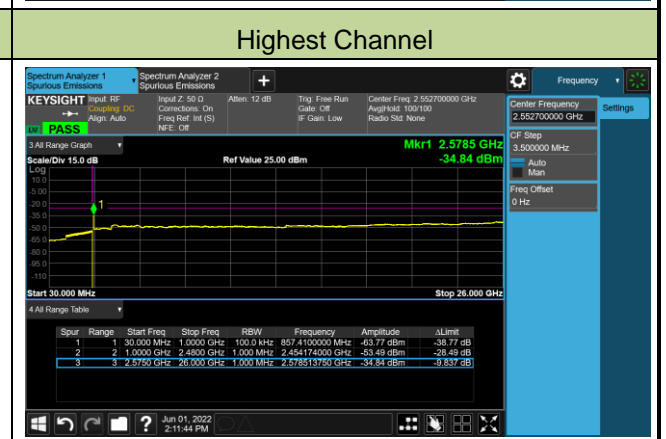 Highest Channel
Spectrum Analyzer 1
Spurious Emissions
Spectrum Analyzer 2
Spurious Emissions
+
Frequency
KEYSIGHT
Input: RF
Coupling: DC
Align: Auto
Input Z: 50 Ω
Corrections: On
Freq Ref: Int (S)
NFE: Off
Atten: 12 dB
Trig: Free Run
Gate: Off
IF Gain: Low
Center Freq: 2.552700000 GHz
Avg|Hold: 100/100
Radio Std: None
LV PASS
Center Frequency
2.552700000 GHz
Settings
CF Step
3.500000 MHz
Auto
Man
Freq Offset
0 Hz
3 All Range Graph
Mkr1 2.5785 GHz
Scale/Div 15.0 dB
Ref Value 25.00 dBm
-34.84 dBm
Log
10.0
-5.00
-20.0
-35.0
-50.0
-65.0
-80.0
-95.0
-110
1
Start 30.000 MHz
Stop 26.000 GHz
4 All Range Table
Spur Range Start Freq Stop Freq RBW Frequency Amplitude ΔLimit
1 1 30.000 MHz 1.0000 GHz 100.0 kHz 857.4100000 MHz -63.77 dBm -38.77 dB
2 2 1.0000 GHz 2.4800 GHz 1.000 MHz 2.454174000 GHz -53.49 dBm -28.49 dB
3 3 2.5750 GHz 26.000 GHz 1.000 MHz 2.578513750 GHz -34.84 dBm -9.837 dB
?
Jun 01, 2022
2:11:44 PM